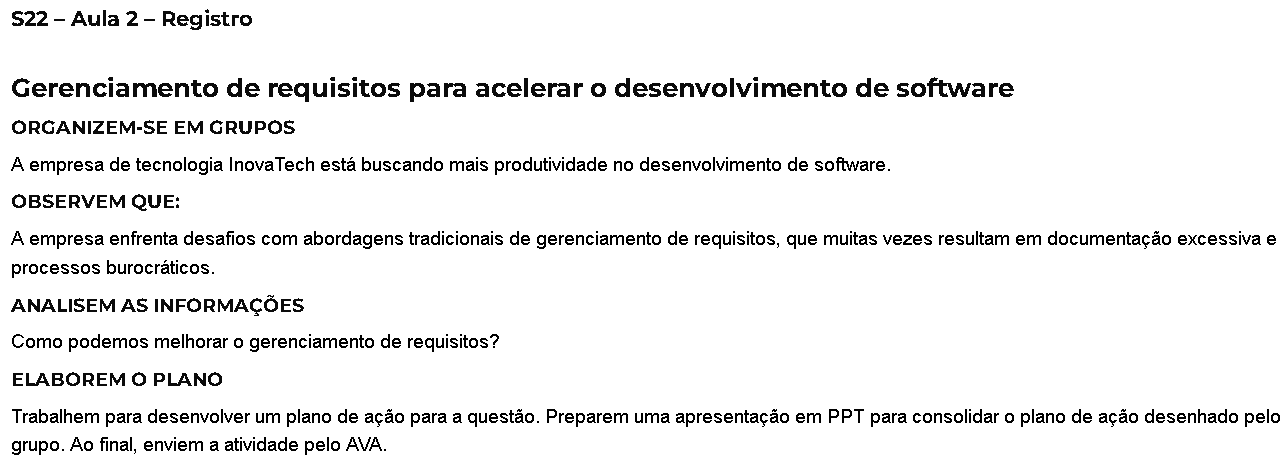 S22 – Aula 2 – Registro
Gerenciamento de requisitos para acelerar o desenvolvimento de software
ORGANIZEM-SE EM GRUPOS
A empresa de tecnologia InovaTech está buscando mais produtividade no desenvolvimento de software.
OBSERVEM QUE:
A empresa enfrenta desafios com abordagens tradicionais de gerenciamento de requisitos, que muitas vezes resultam em documentação excessiva e
processos burocráticos.
ANALISEM AS INFORMAÇÕES
Como podemos melhorar o gerenciamento de requisitos?
ELABOREM O PLANO
Trabalhem para desenvolver um plano de ação para a questão. Preparem uma apresentação em PPT para consolidar o plano de ação desenhado pelo
grupo. Ao final, enviem a atividade pelo AVA.